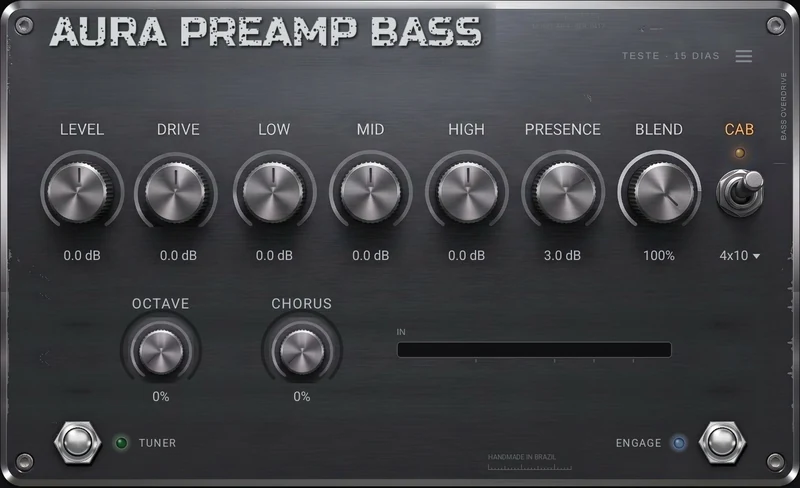 AURA PREAMP BASS
TESTE - 15 DIAS
BASS OVERDRIVE
LEVEL DRIVE LOW MID HIGH PRESENCE BLEND CAB
0.0 dB 0.0 dB 0.0 dB 0.0 dB 0.0 dB 3.0 dB 100% 4x10
OCTAVE CHORUS
IN
0% 0%
TUNER ENGAGE
HANDMADE IN BRAZIL